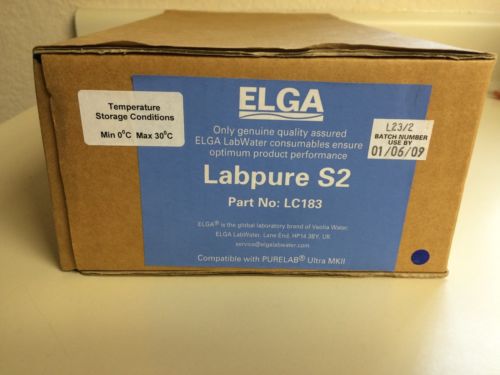 Temperature
Storage Conditions
Min 0⁰C Max 30⁰C
ELGA
Only genuine quality assured
ELGA LabWater consumables ensure
optimum product performance
Labpure S2
Part No: LC183
ELGA® is the global laboratory brand of Veolia Water.
ELGA LabWater, Lane End, HP14 3BY, UK
service@elgalabwater.com
Compatible with PURELAB® Ultra MKII
L23/2
BATCH NUMBER
USE BY
01/06/09